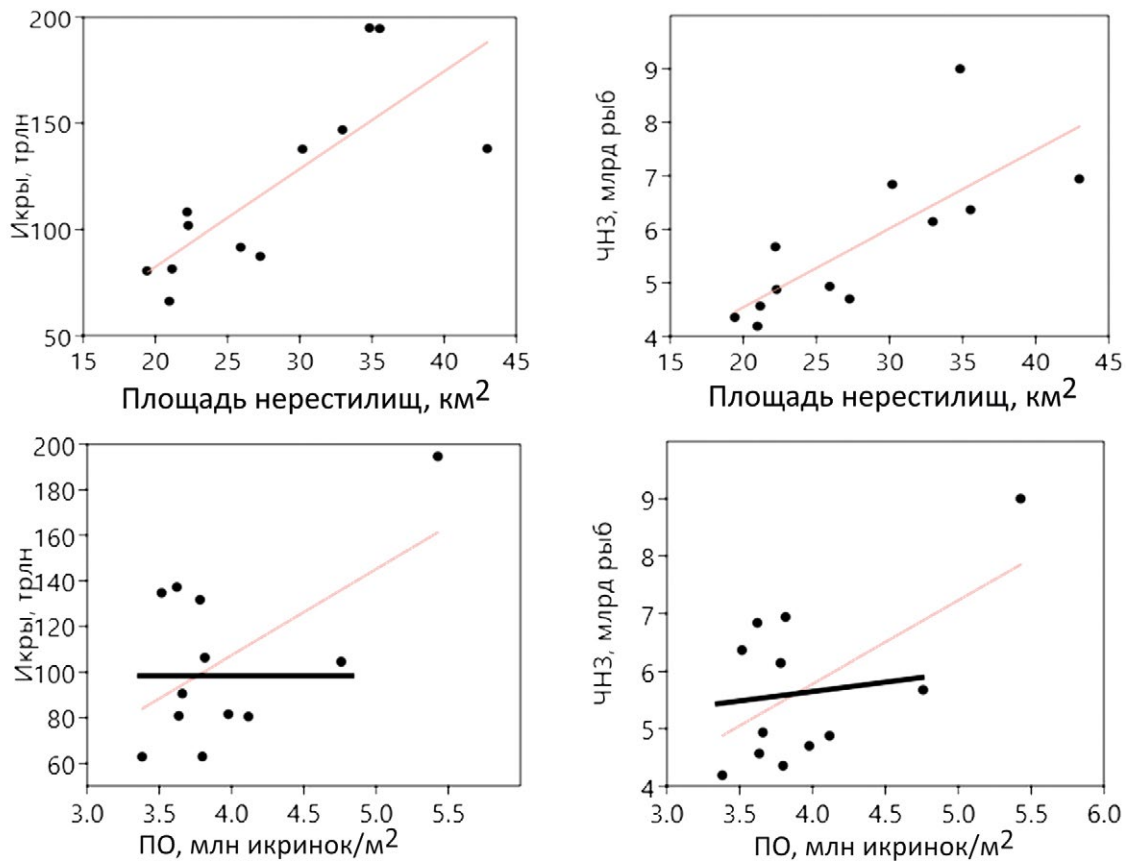 200
150
100
50
Икры, трлн
15 20 25 30 35 40 45
Площадь нерестилищ, км²
9
8
7
6
5
4
ЧНЗ, млрд рыб
15 20 25 30 35 40 45
Площадь нерестилищ, км²
200
180
160
140
120
100
80
60
Икры, трлн
3.0 3.5 4.0 4.5 5.0 5.5
ПО, млн икринок/м²
9
8
7
6
5
4
ЧНЗ, млрд рыб
3.0 3.5 4.0 4.5 5.0 5.5 6.0
ПО, млн икринок/м²